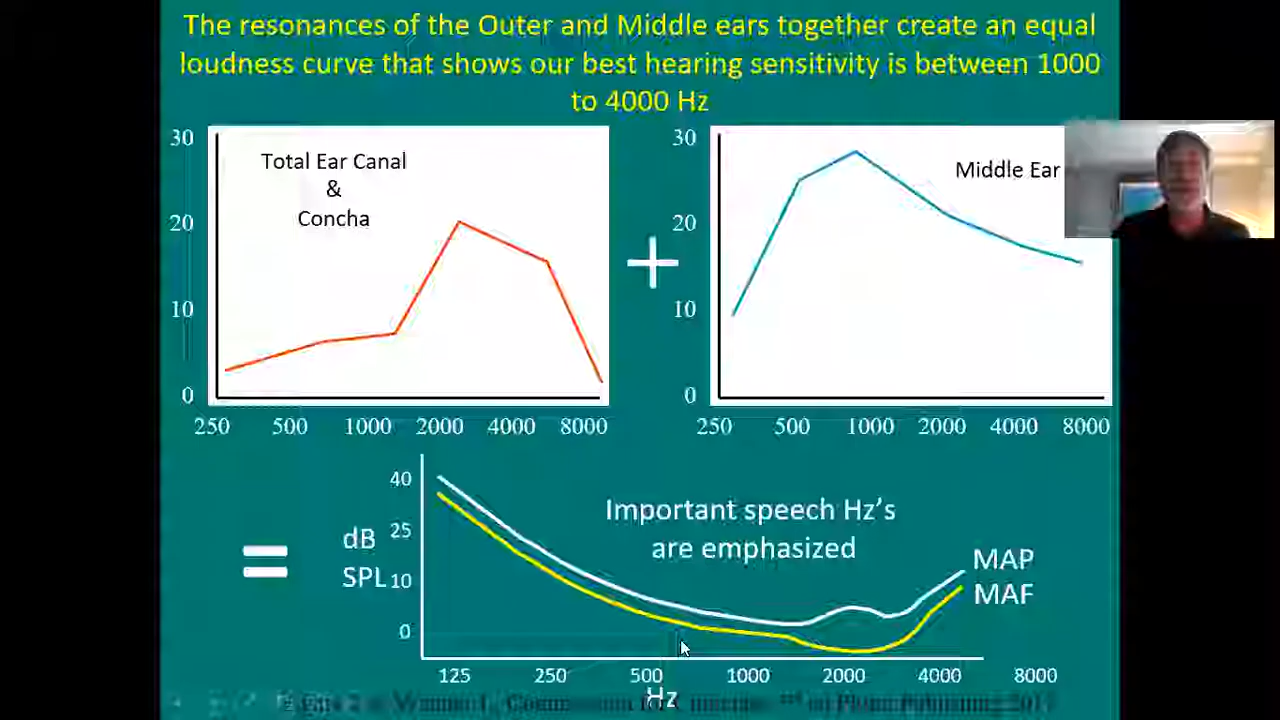 The resonances of the Outer and Middle ears together create an equal
loudness curve that shows our best hearing sensitivity is between 1000
to 4000 Hz
30
Total Ear Canal
&
Concha
20
10
0
250 500 1000 2000 4000 8000
+
30
Middle Ear
20
10
0
250 500 1000 2000 4000 8000
=
dB
SPL
40
25
10
0
Important speech Hz's
are emphasized
MAP
MAF
125 250 500 1000 2000 4000 8000
Hz
Plural Publishing